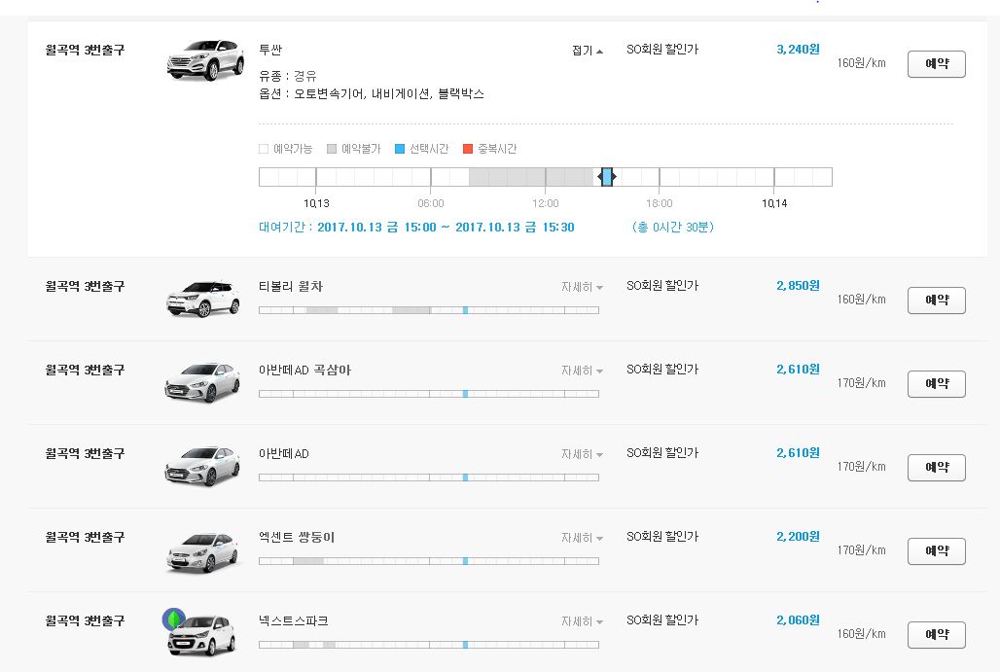 월곡역 3번출구 투싼 접기 SO회원 할인가 3,240원 160원/km 예약
유종 : 경유
옵션 : 오토변속기어, 내비게이션, 블랙박스
예약가능 예약불가 선택시간 중복시간
10.13 06:00 12:00 18:00 10.14
대여기간 : 2017.10.13 금 15:00 ~ 2017.10.13 금 15:30 (총 0시간 30분)
월곡역 3번출구 티볼리 월차 자세히 SO회원 할인가 2,850원 160원/km 예약
월곡역 3번출구 아반떼AD 곡삼아 자세히 SO회원 할인가 2,610원 170원/km 예약
월곡역 3번출구 아반떼AD 자세히 SO회원 할인가 2,610원 170원/km 예약
월곡역 3번출구 엑센트 쌍둥이 자세히 SO회원 할인가 2,200원 170원/km 예약
월곡역 3번출구 넥스트스파크 자세히 SO회원 할인가 2,060원 160원/km 예약